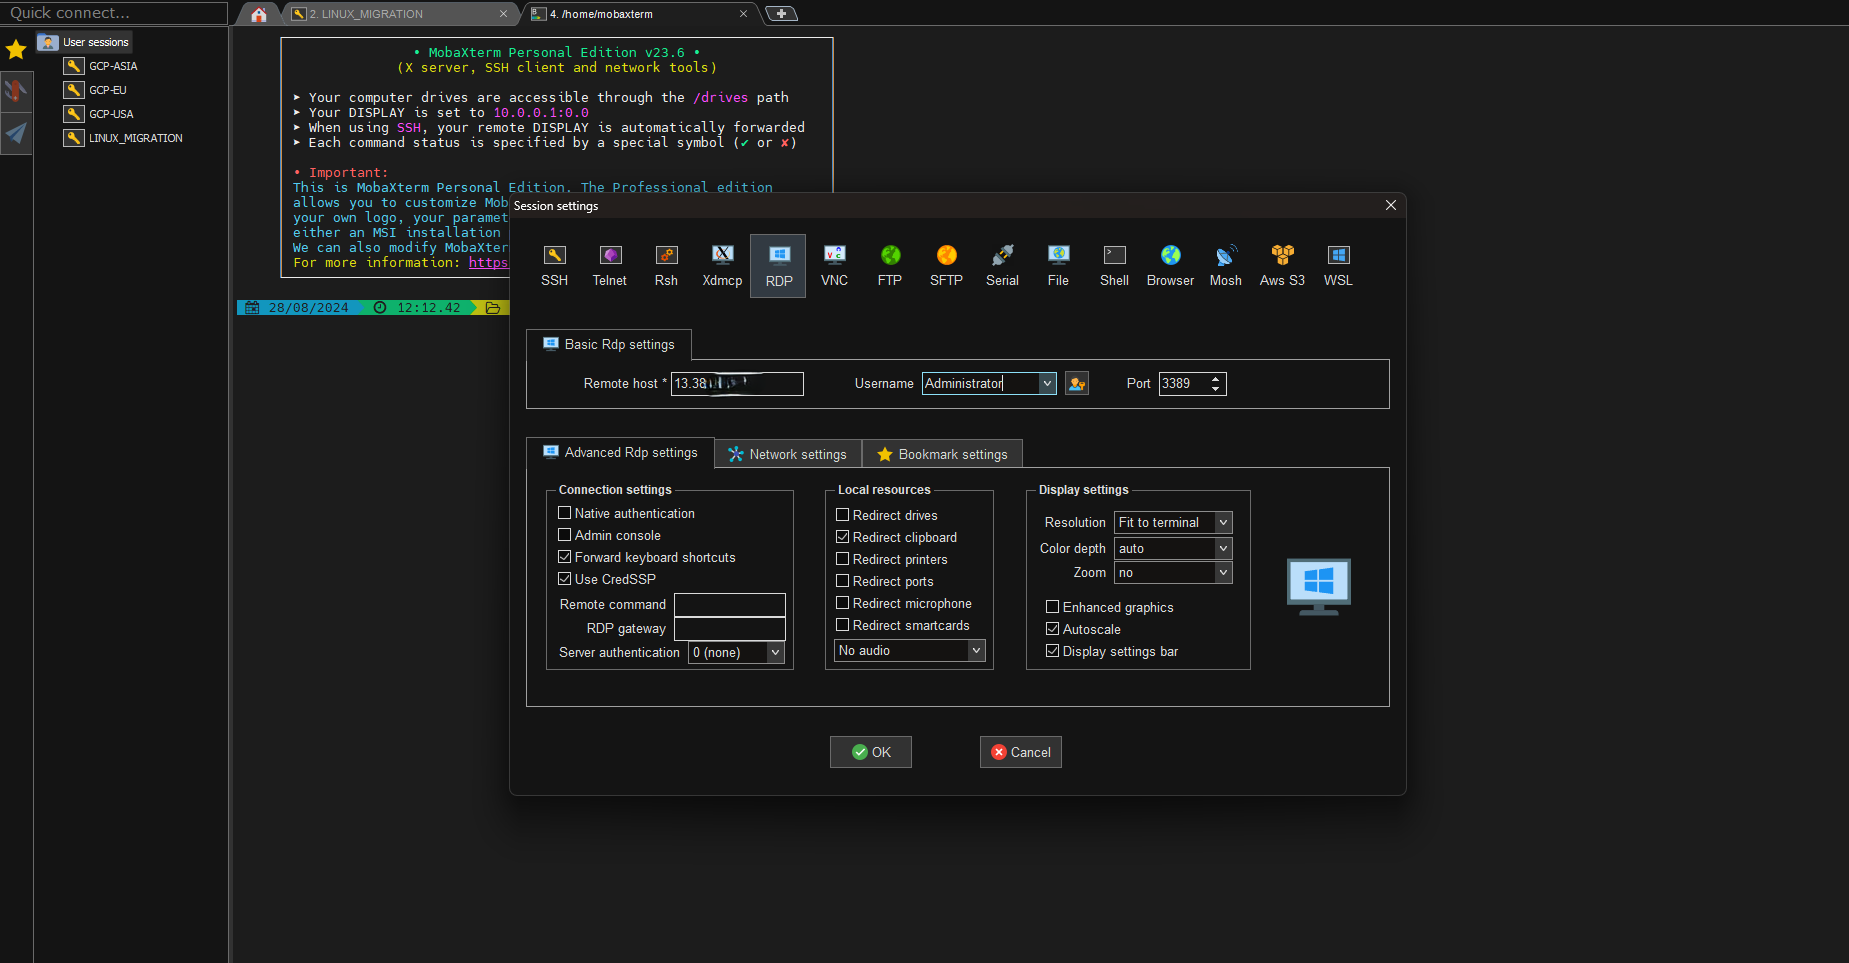 Quick connect...
2. LINUX_MIGRATION
4. /home/mobaxterm
User sessions
GCP-ASIA
GCP-EU
GCP-USA
LINUX_MIGRATION
• MobaXterm Personal Edition v23.6 •
(X server, SSH client and network tools)
➤ Your computer drives are accessible through the /drives path
➤ Your DISPLAY is set to 10.0.0.1:0.0
➤ When using SSH, your remote DISPLAY is automatically forwarded
➤ Each command status is specified by a special symbol (✔ or ✘)
• Important:
This is MobaXterm Personal Edition. The Professional edition
allows you to customize Mob
your own logo, your paramet
either an MSI installation
We can also modify MobaXter
For more information: https
28/08/2024 12:12.42
Session settings
SSH Telnet Rsh Xdmcp RDP VNC FTP SFTP Serial File Shell Browser Mosh Aws S3 WSL
Basic Rdp settings
Remote host * 13.38 Username Administrator Port 3389
Advanced Rdp settings Network settings Bookmark settings
Connection settings
Native authentication
Admin console
Forward keyboard shortcuts
Use CredSSP
Remote command
RDP gateway
Server authentication 0 (none)
Local resources
Redirect drives
Redirect clipboard
Redirect printers
Redirect ports
Redirect microphone
Redirect smartcards
No audio
Display settings
Resolution Fit to terminal
Color depth auto
Zoom no
Enhanced graphics
Autoscale
Display settings bar
OK Cancel